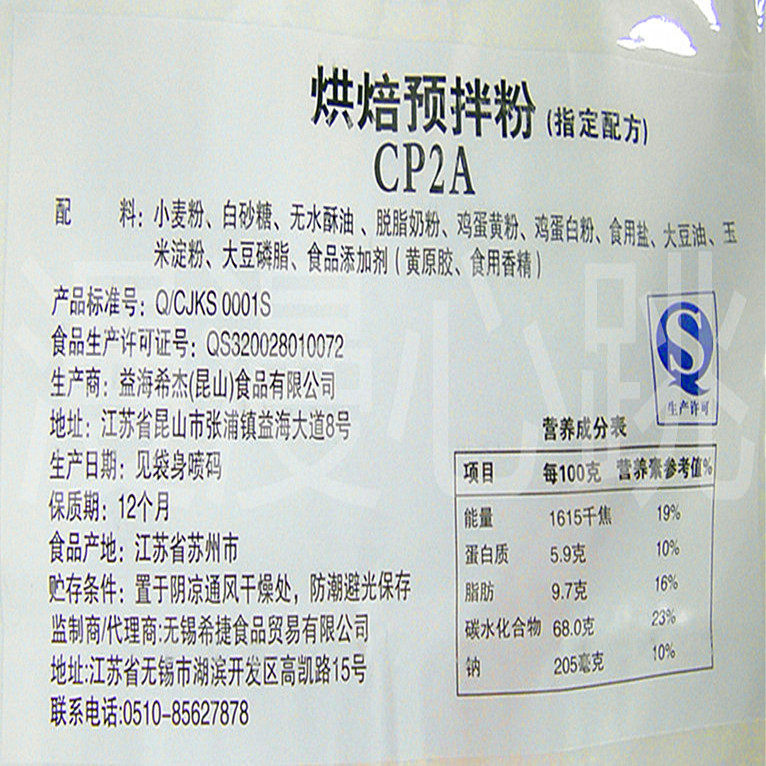 烘焙预拌粉 (指定配方)
CP2A
配 料：小麦粉、白砂糖、无水酥油 、脱脂奶粉、鸡蛋黄粉、鸡蛋白粉、食用盐、大豆油、玉
米淀粉、大豆磷脂、食品添加剂（黄原胶、食用香精）
产品标准号：Q/CJKS 0001S
食品生产许可证号：QS320028010072
生产商：益海希杰(昆山)食品有限公司
地址：江苏省昆山市张浦镇益海大道8号
生产日期：见袋身喷码
保质期：12个月
食品产地：江苏省苏州市
贮存条件：置于阴凉通风干燥处，防潮避光保存
监制商/代理商:无锡希捷食品贸易有限公司
地址:江苏省无锡市湖滨开发区高凯路15号
联系电话:0510-85627878
QS
生产许可
营养成分表
项目 每100克 营养素参考值%
能量 1615千焦 19%
蛋白质 5.9克 10%
脂肪 9.7克 16%
碳水化合物 68.0克 23%
钠 205毫克 10%
漫心跳